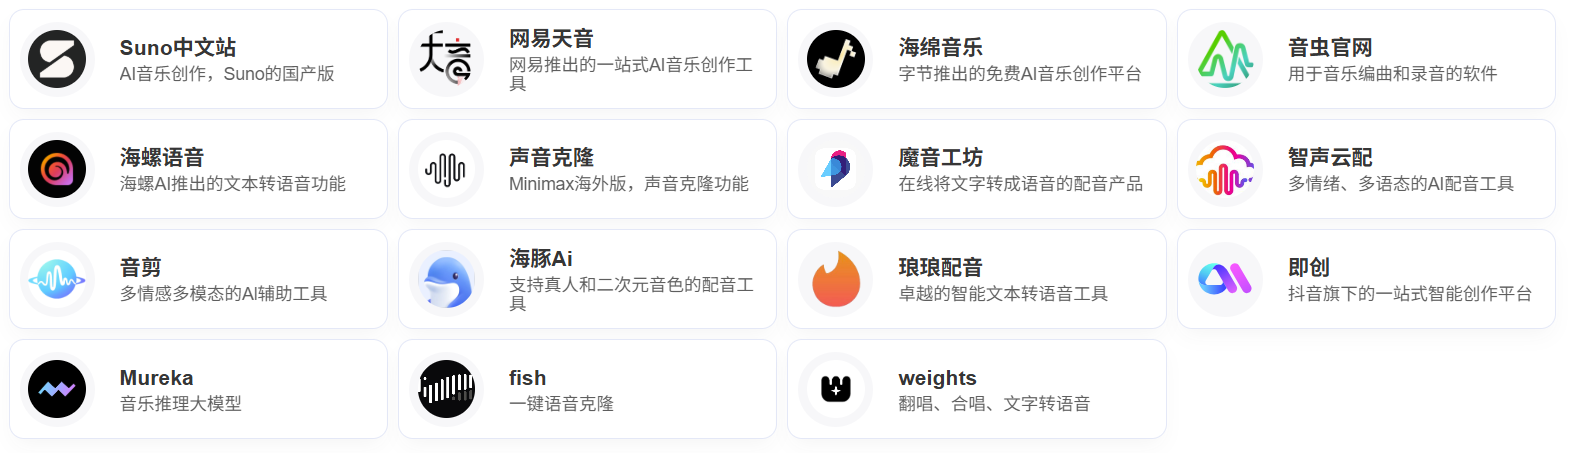 Suno中文站
AI音乐创作，Suno的国产版
网易天音
网易推出的一站式AI音乐创作工
具
海绵音乐
字节推出的免费AI音乐创作平台
音虫官网
用于音乐编曲和录音的软件
海螺语音
海螺AI推出的文本转语音功能
声音克隆
Minimax海外版，声音克隆功能
魔音工坊
在线将文字转成语音的配音产品
智声云配
多情绪、多语态的AI配音工具
音剪
多情感多模态的AI辅助工具
海豚Ai
支持真人和二次元音色的配音工
具
琅琅配音
卓越的智能文本转语音工具
即创
抖音旗下的一站式智能创作平台
Mureka
音乐推理大模型
fish
一键语音克隆
weights
翻唱、合唱、文字转语音